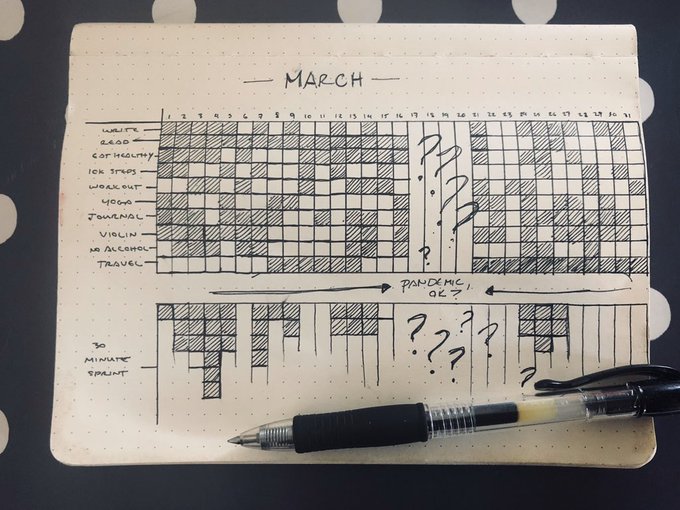 MARCH
1 2 3 4 5 6 7 8 9 10 11 12 13 14 15 16 17 18 19 20 21 22 23 24 25 26 27 28 29 30 31
WRITE
READ
EAT HEALTHY
10K STEPS
WORKOUT
YOGA
JOURNAL
VIOLIN
NO ALCOHOL
TRAVEL
? ? ? ? ?
PANDEMIC,
OK?
30
MINUTE
SPRINT
? ? ? ? ? ?